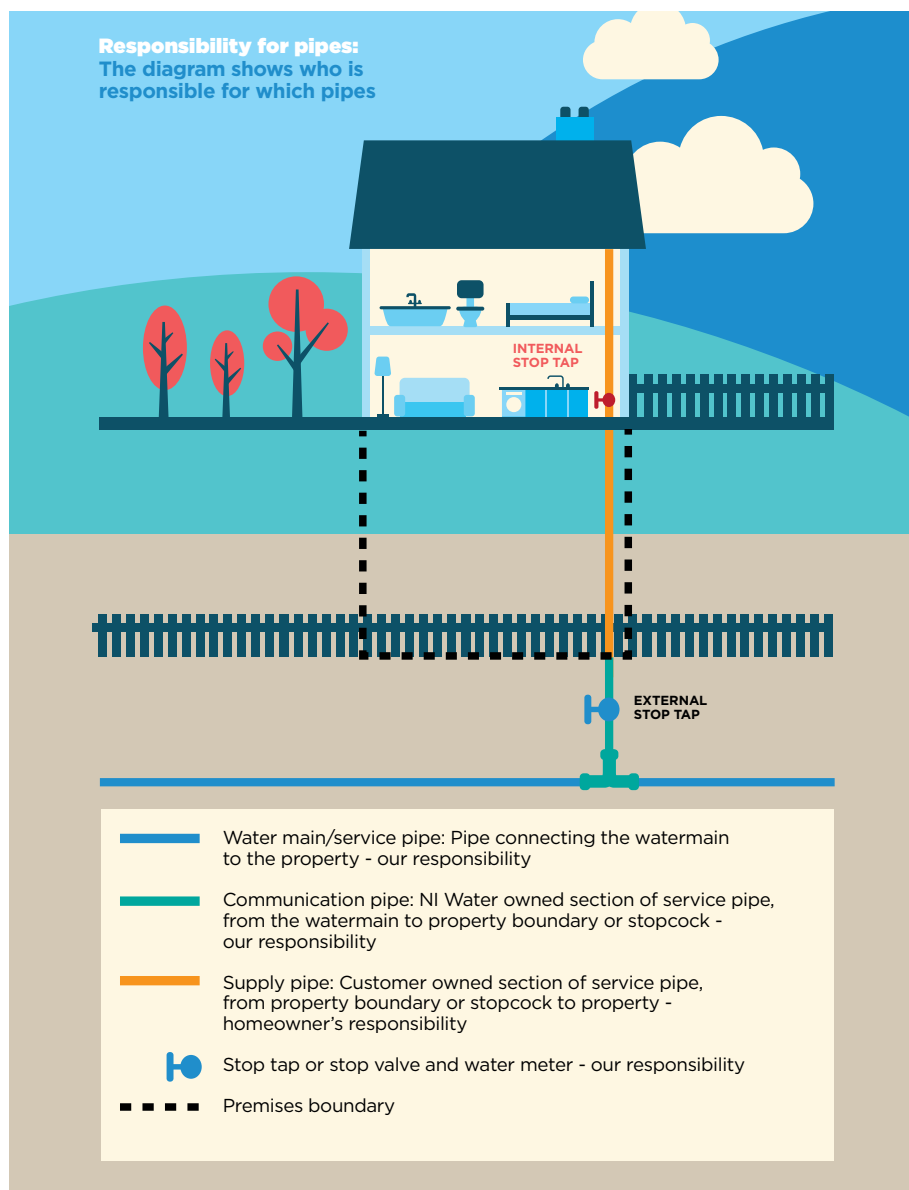 Responsibility for pipes:
The diagram shows who is
responsible for which pipes
INTERNAL
STOP TAP
EXTERNAL
STOP TAP
Water main/service pipe: Pipe connecting the watermain
to the property - our responsibility
Communication pipe: NI Water owned section of service pipe,
from the watermain to property boundary or stopcock -
our responsibility
Supply pipe: Customer owned section of service pipe,
from property boundary or stopcock to property -
homeowner’s responsibility
Stop tap or stop valve and water meter - our responsibility
Premises boundary